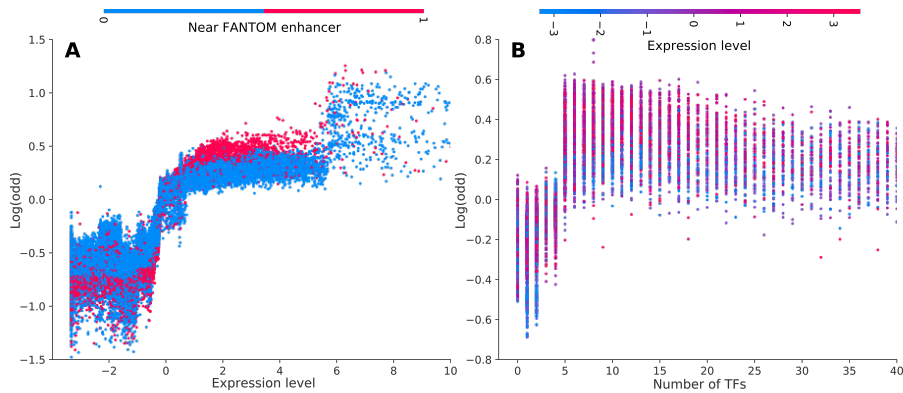 0 1
Near FANTOM enhancer
A
1.5
1.0
0.5
0.0
−0.5
−1.0
−1.5
Log(odd)
−2 0 2 4 6 8 10
Expression level
−3 −2 −1 0 1 2 3
Expression level
B
0.8
0.6
0.4
0.2
0.0
−0.2
−0.4
−0.6
−0.8
Log(odd)
0 5 10 15 20 25 30 35 40
Number of TFs